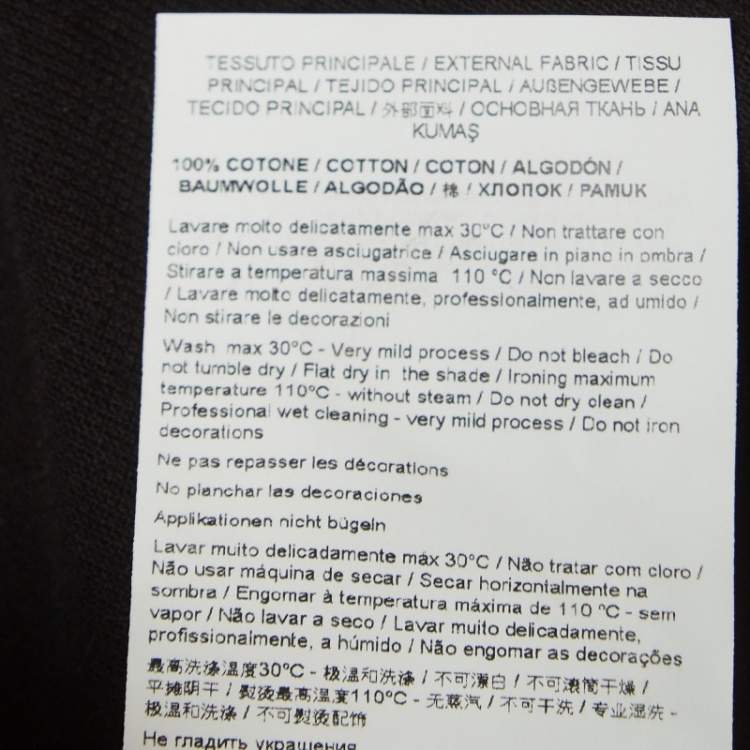 TESSUTO PRINCIPALE / EXTERNAL FABRIC / TISSU
PRINCIPAL / TEJIDO PRINCIPAL / AUßENGEWEBE /
TECIDO PRINCIPAL / 外部面料 / ОСНОВНАЯ ТКАНЬ / ANA
KUMAŞ
100% COTONE / COTTON / COTON / ALGODÓN /
BAUMWOLLE / ALGODÃO / 棉 / ХЛОПОК / PAMUK
Lavare molto delicatamente max 30°C / Non trattare con
cloro / Non usare asciugatrice / Asciugare in piano in ombra /
Stirare a temperatura massima 110 °C / Non lavare a secco
/ Lavare molto delicatamente, professionalmente, ad umido /
Non stirare le decorazioni
Wash max 30°C - Very mild process / Do not bleach / Do
not tumble dry / Flat dry in the shade / Ironing maximum
temperature 110°C - without steam / Do not dry clean /
Professional wet cleaning - very mild process / Do not iron
decorations
Ne pas repasser les décorations
No planchar las decoraciones
Applikationen nicht bügeln
Lavar muito delicadamente máx 30°C / Não tratar com cloro /
Não usar máquina de secar / Secar horizontalmente na
sombra / Engomar à temperatura máxima de 110 °C - sem
vapor / Não lavar a seco / Lavar muito delicadamente,
profissionalmente, a húmido / Não engomar as decorações
最高洗涤温度30°C - 极温和洗涤 / 不可漂白 / 不可滚筒干燥 /
平摊阴干 / 熨烫最高温度110°C - 无蒸汽 / 不可干洗 / 专业湿洗 -
极温和洗涤 / 不可熨烫配饰
Не гладить украшения